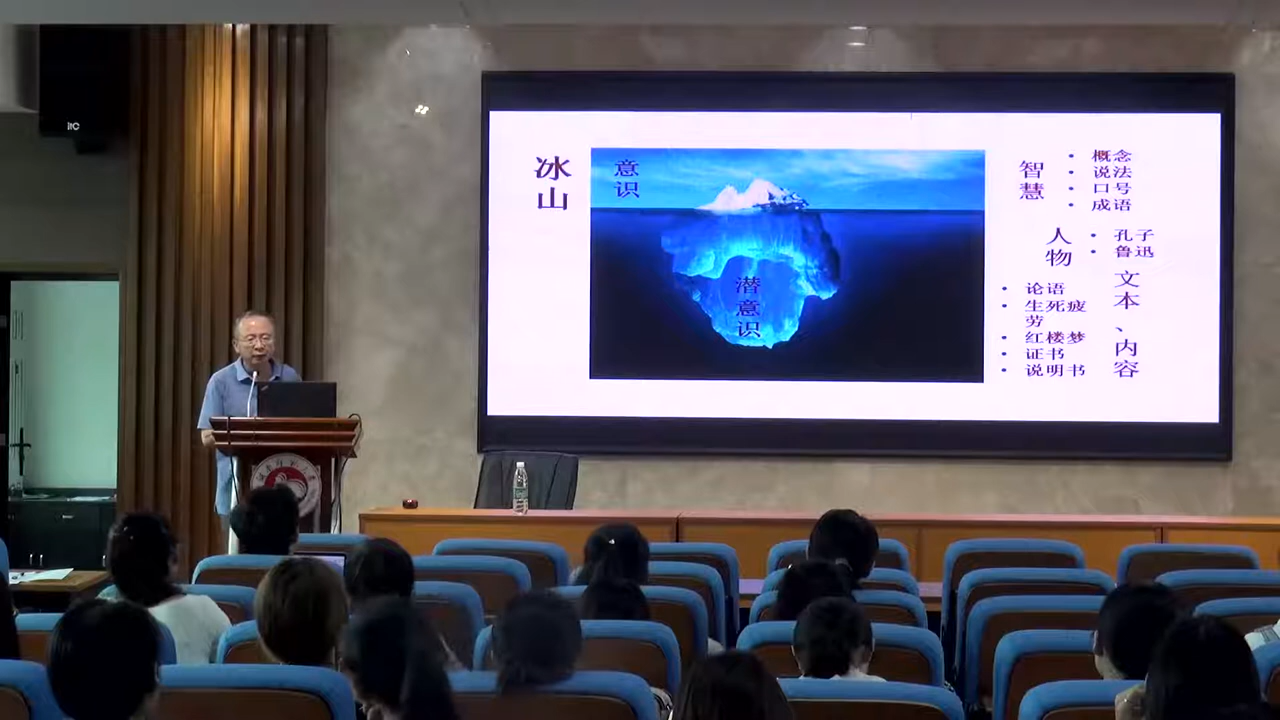 itc
冰山
意识
潜意识
智慧
概念
说法
口号
成语
人物
孔子
鲁迅
文本、内容
论语
生死疲
劳
红楼梦
证书
说明书